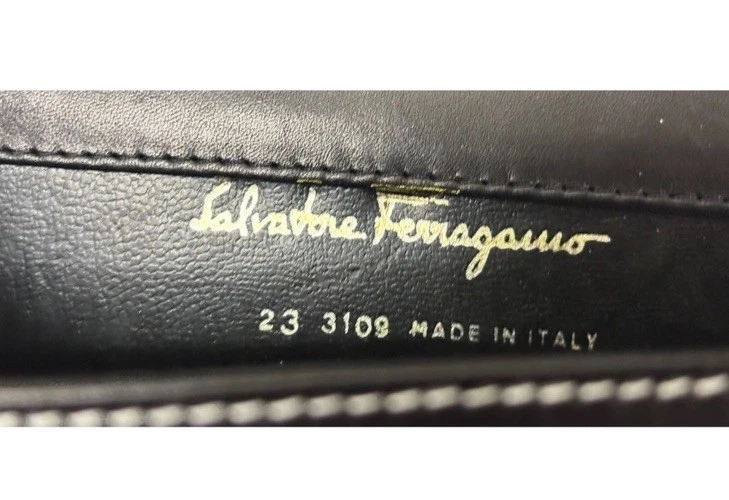 Salvatore Ferragamo
23 3109 MADE IN ITALY